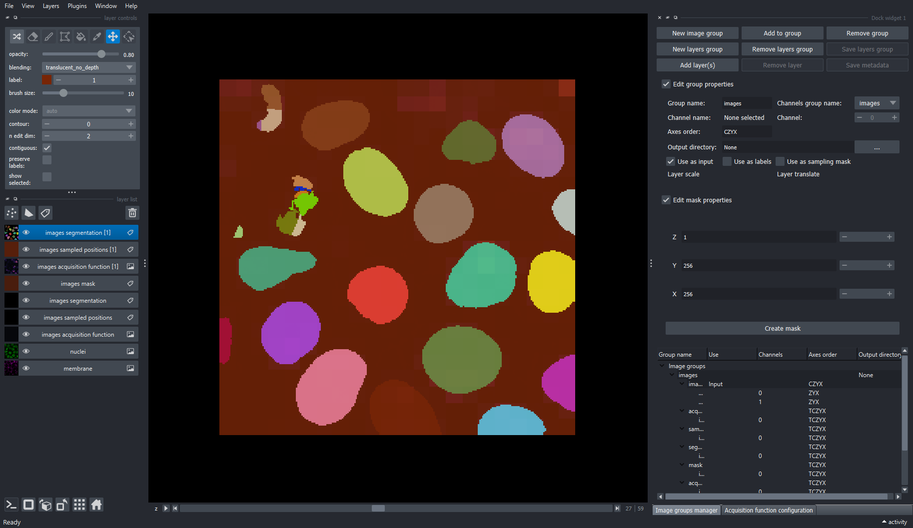 File View Layers Plugins Window Help
layer controls
opacity: 0.80
blending: translucent_no_depth
label: 1
brush size: 10
color mode: auto
contour: 0
n edit dim: 2
contiguous:
preserve
labels:
show
selected:
layer list
images segmentation [1]
images sampled positions [1]
images acquisition function [1]
images mask
images segmentation
images sampled positions
images acquisition function
nuclei
membrane
Ready
z 27 59
Dock widget 1
New image group Add to group Remove group
New layers group Remove layers group Save layers group
Add layer(s) Remove layer Save metadata
Edit group properties
Group name: images Channels group name: images
Channel name: None selected Channel: 0
Axes order: CZYX
Output directory: None ...
Use as input Use as labels Use as sampling mask
Layer scale Layer translate
Edit mask properties
Z 1
Y 256
X 256
Create mask
Group name Use Channels Axes order Output directory
Image groups
images None
ima... Input CZYX
... 0 ZYX
... 1 ZYX
acq... TCZYX
i... 0 TCZYX
sam... TCZYX
i... 0 TCZYX
seg... TCZYX
i... 0 TCZYX
mask TCZYX
i... 0 TCZYX
acq... TCZYX
i... 0 TCZYX
Image groups manager Acquisition function configuration
activity